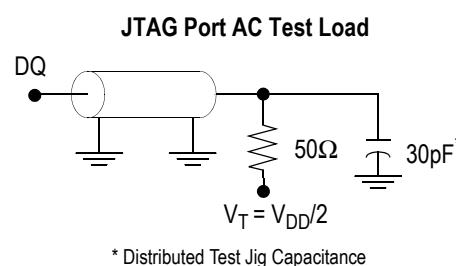 JTAG Port AC Test Load
DQ
50Ω
30pF*
V_T = V_DD/2
* Distributed Test Jig Capacitance